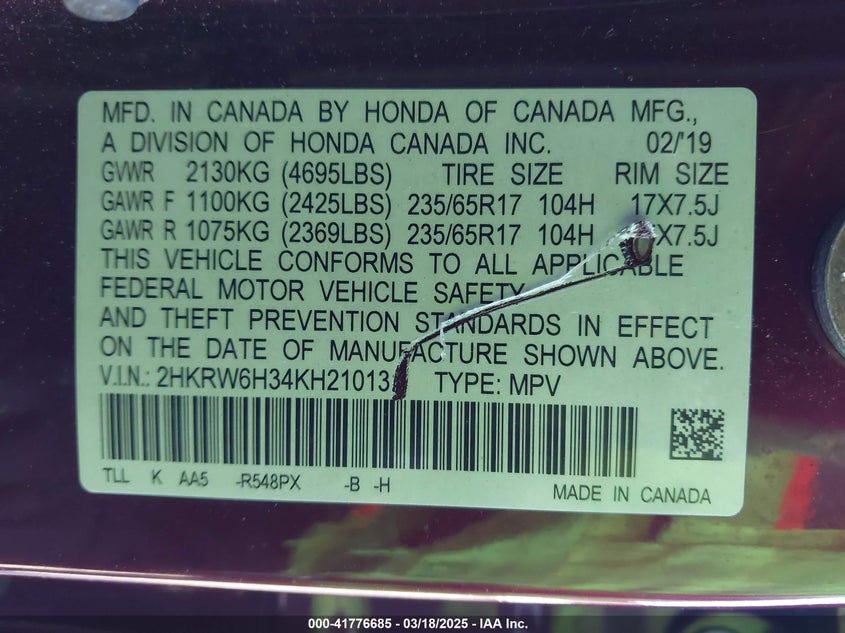 MFD. IN CANADA BY HONDA OF CANADA MFG.,
A DIVISION OF HONDA CANADA INC. 02/'19
GVWR 2130KG (4695LBS) TIRE SIZE RIM SIZE
GAWR F 1100KG (2425LBS) 235/65R17 104H 17X7.5J
GAWR R 1075KG (2369LBS) 235/65R17 104H X7.5J
THIS VEHICLE CONFORMS TO ALL APPLICABLE
FEDERAL MOTOR VEHICLE SAFETY
AND THEFT PREVENTION STANDARDS IN EFFECT
ON THE DATE OF MANUFACTURE SHOWN ABOVE.
V.I.N.: 2HKRW6H34KH21013 TYPE: MPV
TLL K AA5 -R548PX -B -H
MADE IN CANADA
000-41776685 - 03/18/2025 - IAA Inc.